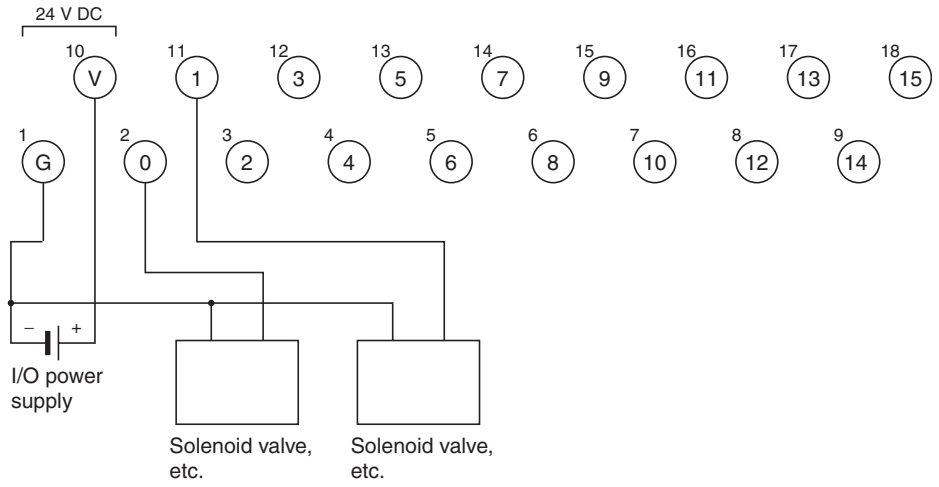 24 V DC
10 11 12 13 14 15 16 17 18
V 1 3 5 7 9 11 13 15
1 2 3 4 5 6 7 8 9
G 0 2 4 6 8 10 12 14
− +
I/O power
supply
Solenoid valve,
etc.
Solenoid valve,
etc.